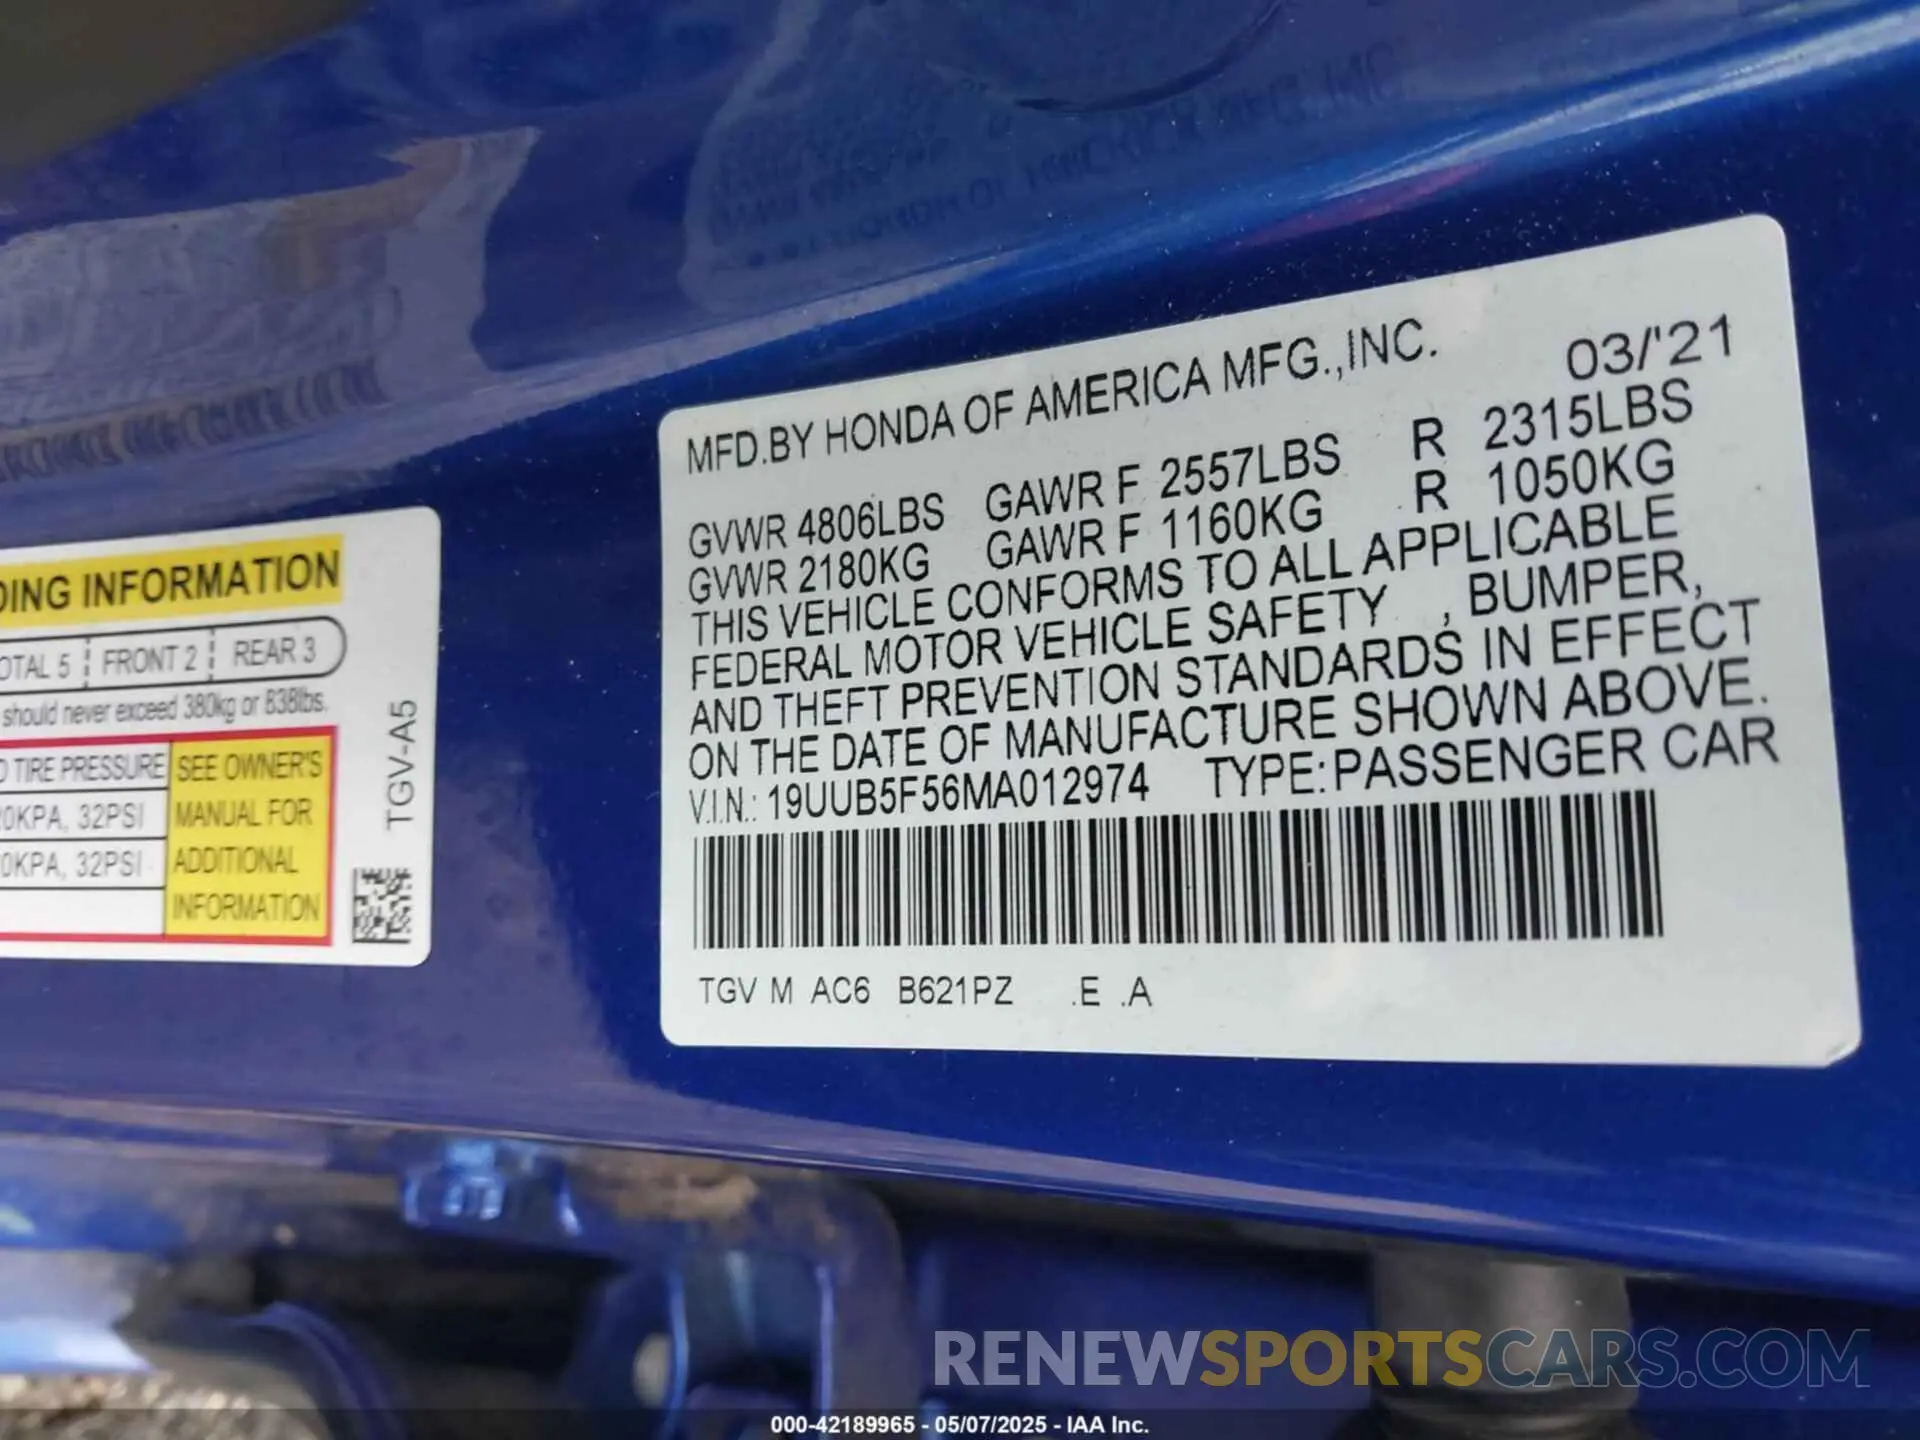 DING INFORMATION
OTAL 5 FRONT 2 REAR 3
should never exceed 380kg or 838lbs.
TIRE PRESSURE
0KPA, 32PSI
0KPA, 32PSI
SEE OWNER'S
MANUAL FOR
ADDITIONAL
INFORMATION
TGV-A5
MFD.BY HONDA OF AMERICA MFG.,INC. 03/'21
GVWR 4806LBS GAWR F 2557LBS R 2315LBS
GVWR 2180KG GAWR F 1160KG R 1050KG
THIS VEHICLE CONFORMS TO ALL APPLICABLE
FEDERAL MOTOR VEHICLE SAFETY , BUMPER,
AND THEFT PREVENTION STANDARDS IN EFFECT
ON THE DATE OF MANUFACTURE SHOWN ABOVE.
V.I.N.: 19UUB5F56MA012974 TYPE:PASSENGER CAR
TGV M AC6 B621PZ .E .A
RENEWSPORTSCARS.COM
000-42189965 - 05/07/2025 - IAA Inc.